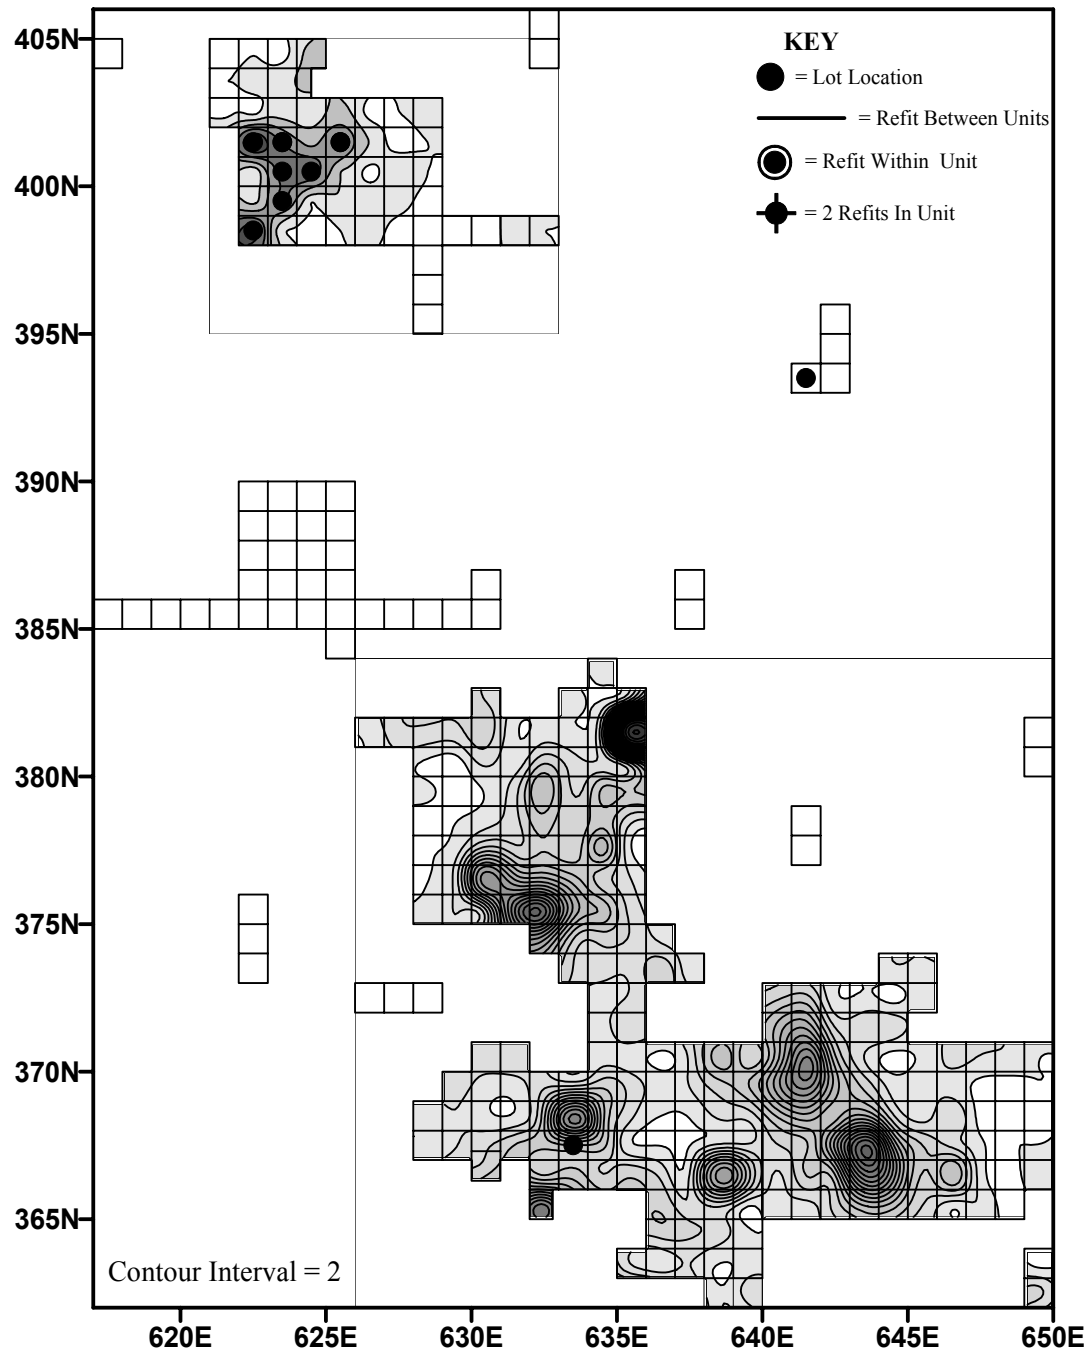 405N
400N
395N
390N
385N
380N
375N
370N
365N
KEY
= Lot Location
= Refit Between Units
= Refit Within Unit
= 2 Refits In Unit
Contour Interval = 2
620E 625E 630E 635E 640E 645E 650E